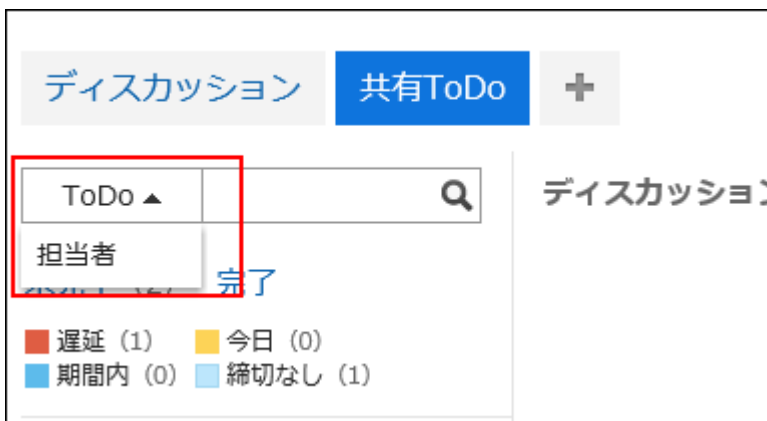 ディスカッション 共有ToDo
ToDo ディスカッション
担当者
(2) 完了
遅延 (1) 今日 (0)
期間内 (0) 締切なし (1)